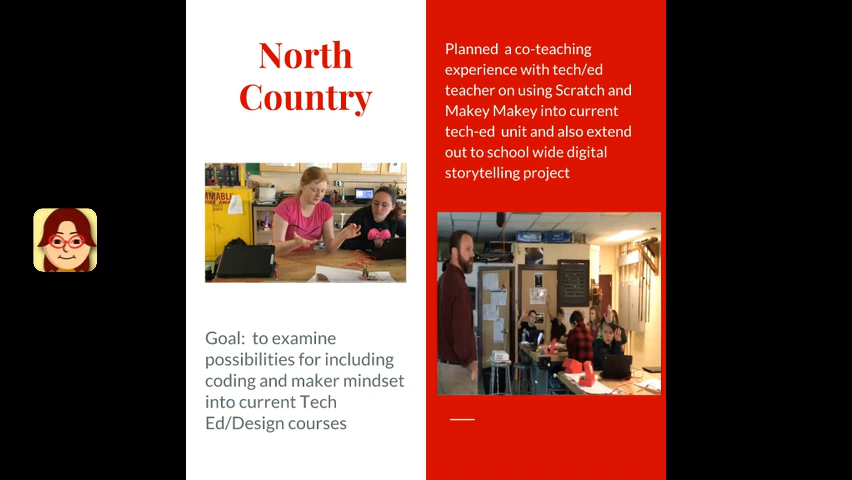 North
Country
Goal:  to examine
possibilities for including
coding and maker mindset
into current Tech
Ed/Design courses
Planned  a co-teaching
experience with tech/ed
teacher on using Scratch and
Makey Makey into current
tech-ed  unit and also extend
out to school wide digital
storytelling project